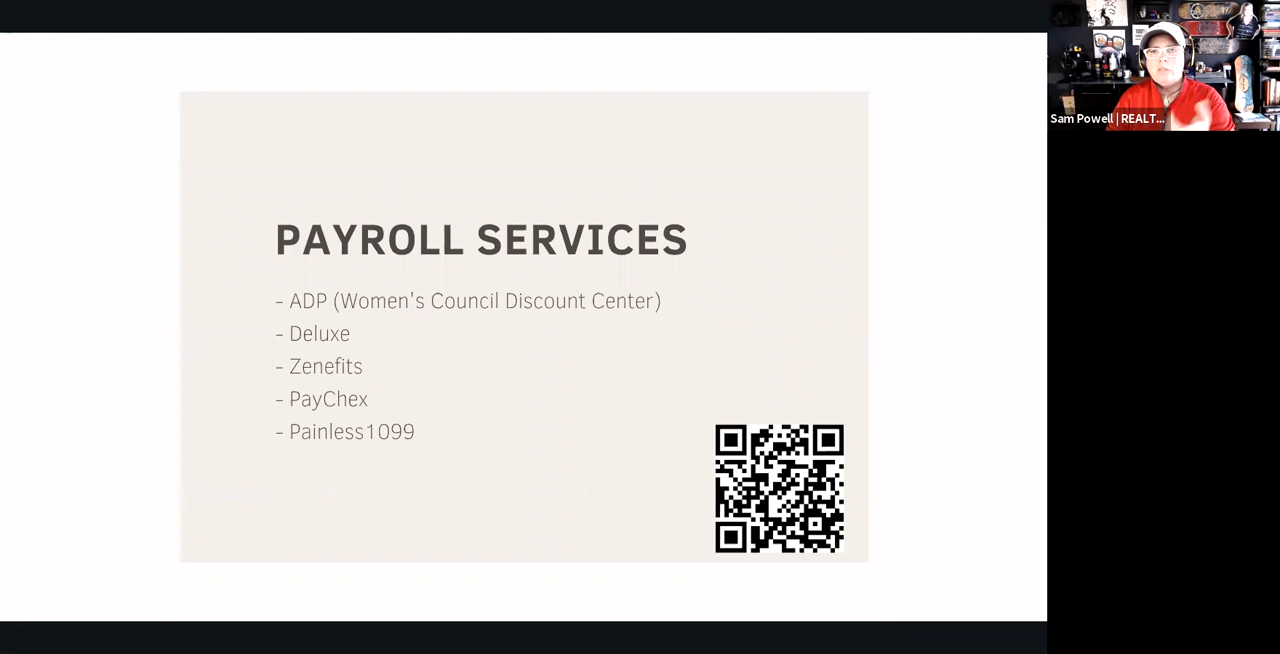 PAYROLL SERVICES
- ADP (Women's Council Discount Center)
- Deluxe
- Zenefits
- PayChex
- Painless1099
Sam Powell | REALT...